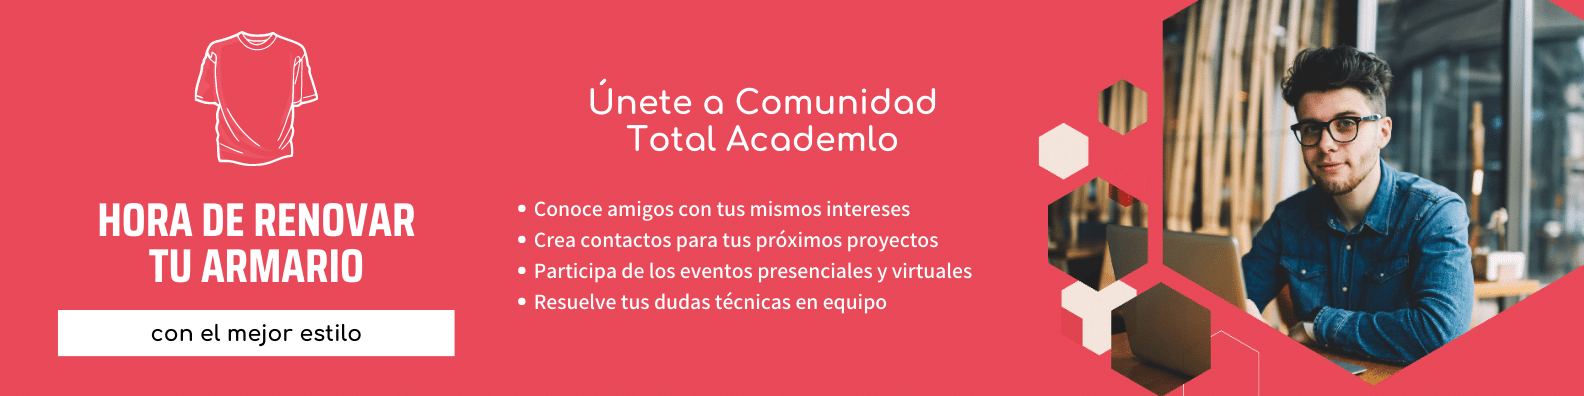 HORA DE RENOVAR
TU ARMARIO
con el mejor estilo
Únete a Comunidad
Total Academlo
• Conoce amigos con tus mismos intereses
• Crea contactos para tus próximos proyectos
• Participa de los eventos presenciales y virtuales
• Resuelve tus dudas técnicas en equipo